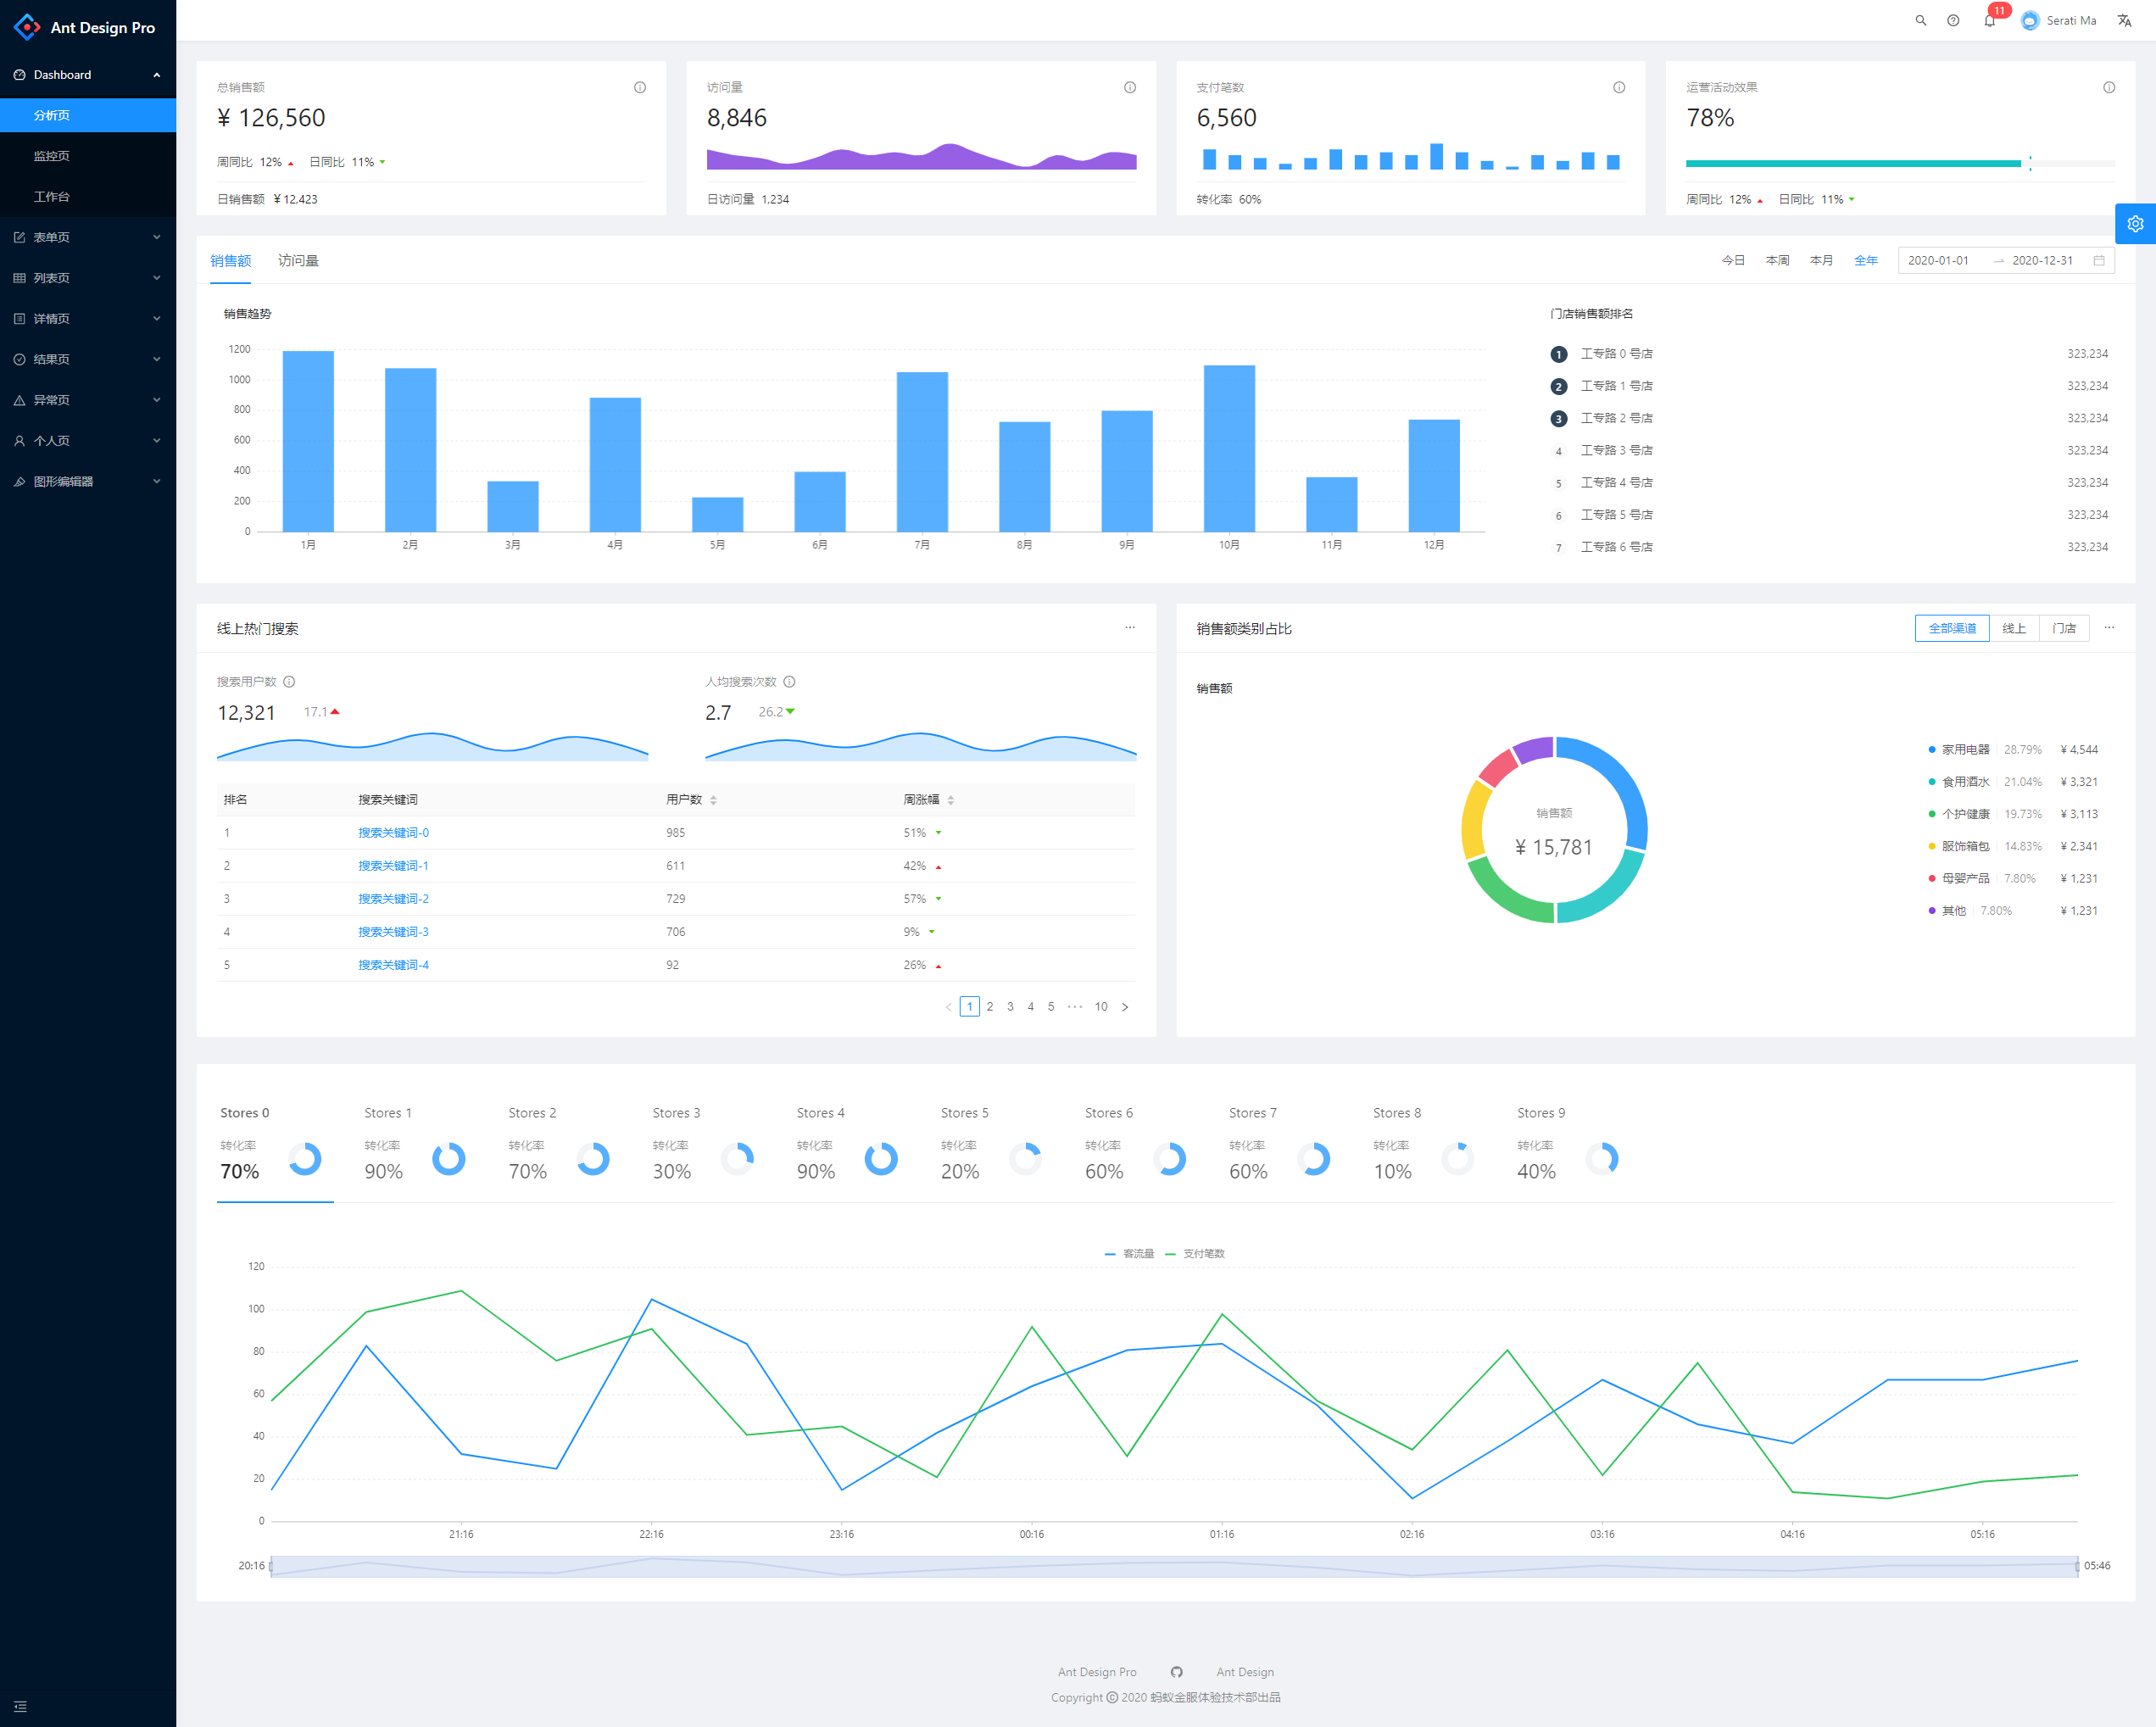 Ant Design Pro
Dashboard
分析页
监控页
工作台
表单页
列表页
详情页
结果页
异常页
个人页
图形编辑器
11
Serati Ma
总销售额
¥ 126,560
周同比 12% 日同比 11%
日销售额 ¥ 12,423
访问量
8,846
日访问量 1,234
支付笔数
6,560
转化率 60%
运营活动效果
78%
周同比 12% 日同比 11%
销售额 访问量
今日 本周 本月 全年 2020-01-01 2020-12-31
销售趋势
1200
1000
800
600
400
200
0
1月 2月 3月 4月 5月 6月 7月 8月 9月 10月 11月 12月
门店销售额排名
1 工专路 0 号店 323,234
2 工专路 1 号店 323,234
3 工专路 2 号店 323,234
4 工专路 3 号店 323,234
5 工专路 4 号店 323,234
6 工专路 5 号店 323,234
7 工专路 6 号店 323,234
线上热门搜索
搜索用户数
12,321 17.1
人均搜索次数
2.7 26.2
排名 搜索关键词 用户数 周涨幅
1 搜索关键词-0 985 51%
2 搜索关键词-1 611 42%
3 搜索关键词-2 729 57%
4 搜索关键词-3 706 9%
5 搜索关键词-4 92 26%
1 2 3 4 5 ••• 10
销售额类别占比
全部渠道 线上 门店
销售额
销售额
¥ 15,781
家用电器 28.79% ¥ 4,544
食用酒水 21.04% ¥ 3,321
个护健康 19.73% ¥ 3,113
服饰箱包 14.83% ¥ 2,341
母婴产品 7.80% ¥ 1,231
其他 7.80% ¥ 1,231
Stores 0
转化率
70%
Stores 1
转化率
90%
Stores 2
转化率
70%
Stores 3
转化率
30%
Stores 4
转化率
90%
Stores 5
转化率
20%
Stores 6
转化率
60%
Stores 7
转化率
60%
Stores 8
转化率
10%
Stores 9
转化率
40%
客流量 支付笔数
120
100
80
60
40
20
0
21:16 22:16 23:16 00:16 01:16 02:16 03:16 04:16 05:16
20:16 05:46
Ant Design Pro Ant Design
Copyright © 2020 蚂蚁金服体验技术部出品